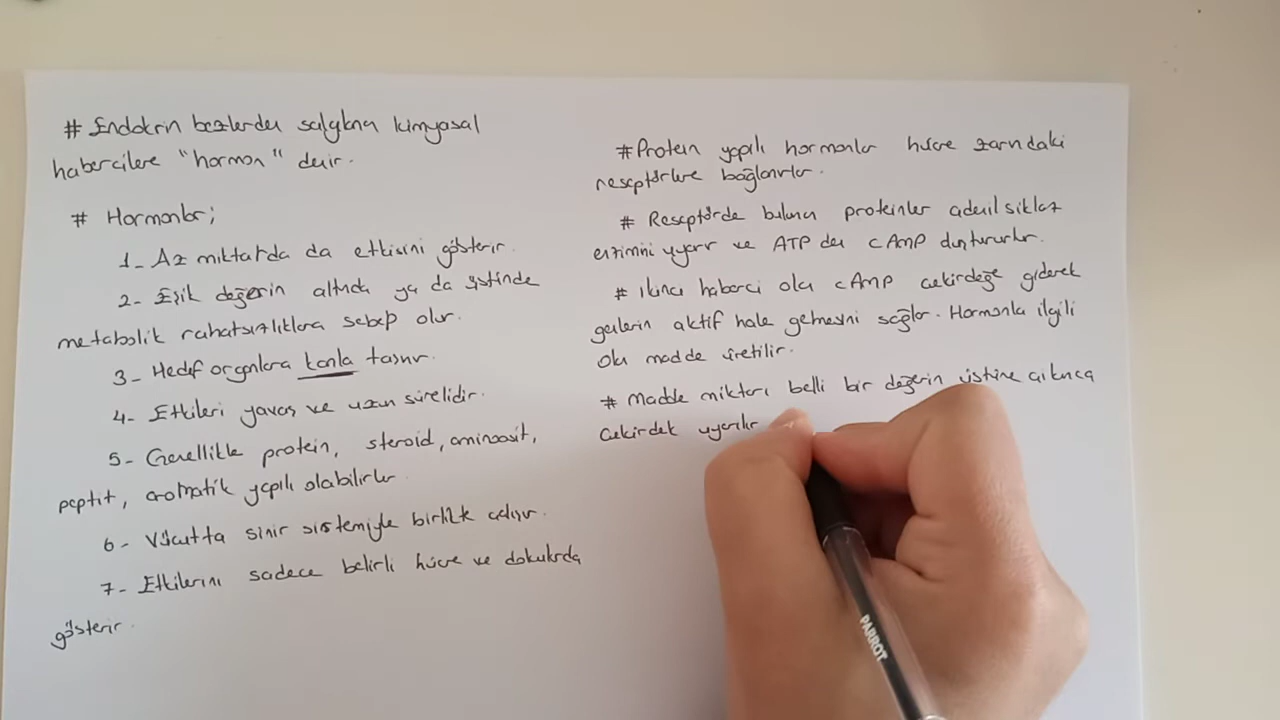 # Endokrin bezlerden salgılanan kimyasal
habercilere "hormon" denir.
# Hormonlar;
1- Az miktarda da etkisini gösterir.
2- Eşik değerin altında ya da üstünde
metabolik rahatsızlıklara sebep olur.
3- Hedef organlara kanla taşınır.
4- Etkileri yavaş ve uzun sürelidir.
5- Genellikle protein, steroid, aminoasit,
peptit, aromatik yapılı olabilirler.
6- Vücutta sinir sistemiyle birlikte çalışır.
7- Etkilerini sadece belirli hücre ve dokularda
gösterir.
# Protein yapılı hormonlar hücre zarındaki
reseptörlere bağlanırlar.
# Reseptörde bulunan proteinler adenil siklaz
enzimini uyarır ve ATP den cAMP oluştururlar.
# ikinci haberci olan cAMP çekirdeğe giderek
genlerin aktif hale gelmesini sağlar. Hormonla ilgili
olan madde üretilir.
# Madde miktarı belli bir değerin üstüne çıkınca
çekirdek uyarılır
PARROT